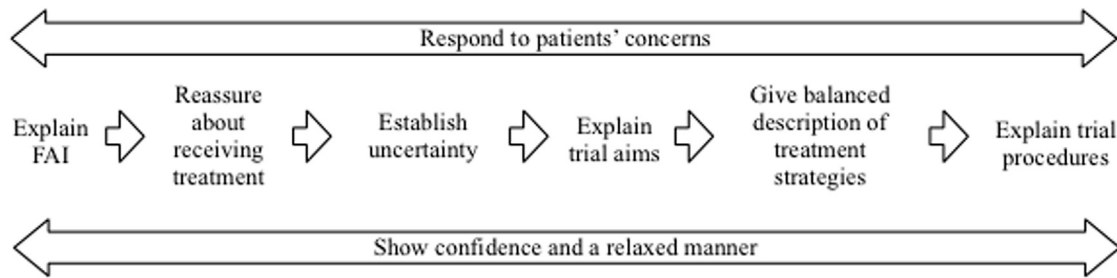 Respond to patients’ concerns
Explain
FAI
Reassure
about
receiving
treatment
Establish
uncertainty
Explain
trial aims
Give balanced
description of
treatment
strategies
Explain trial
procedures
Show confidence and a relaxed manner